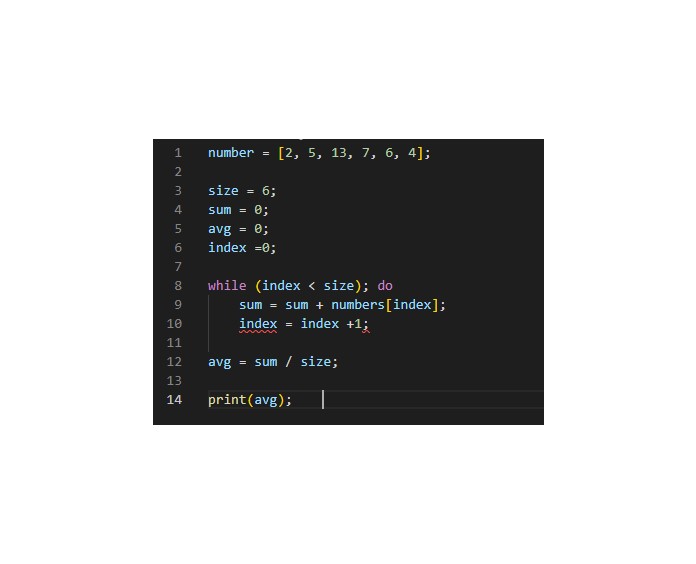 1 number = [2, 5, 13, 7, 6, 4];
2
3 size = 6;
4 sum = 0;
5 avg = 0;
6 index =0;
7
8 while (index < size); do
9     sum = sum + numbers[index];
10     index = index +1;
11
12 avg = sum / size;
13
14 print(avg);